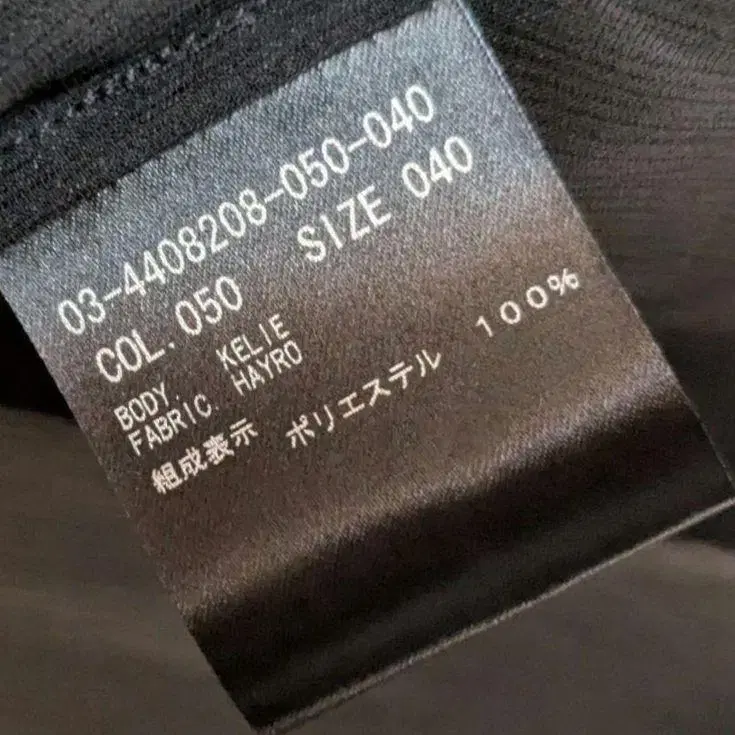 03-4408208-050-040
COL.050 SIZE 040
BODY. KELIE
FABRIC. HAYRO
組成表示 ポリエステル 100%